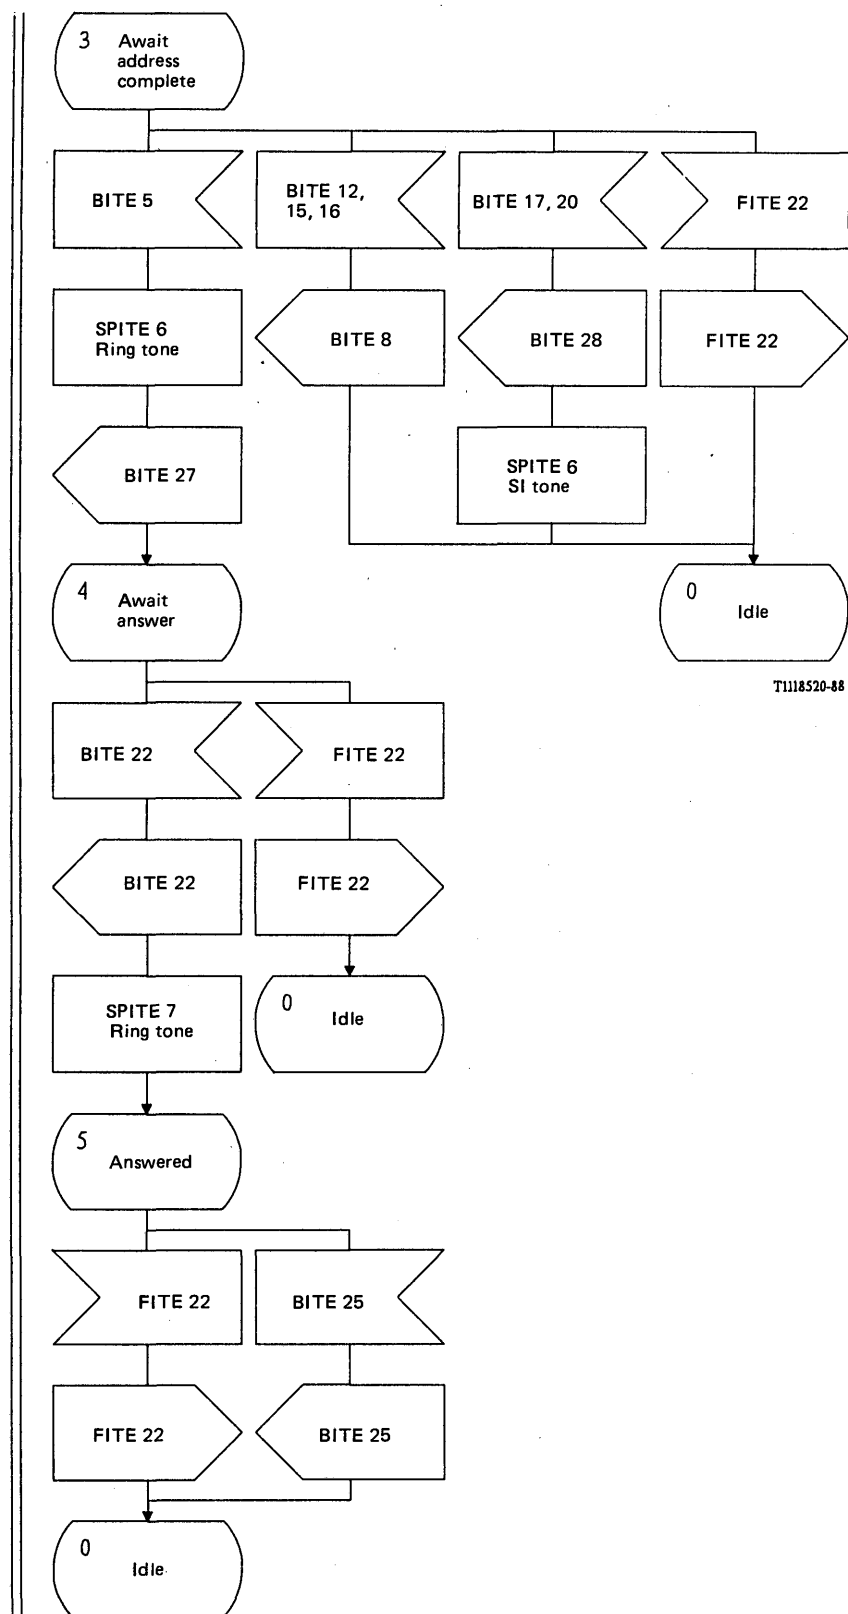 3 Await
address
complete
BITE 5
BITE 12,
15, 16
BITE 17, 20
FITE 22
SPITE 6
Ring tone
BITE 8
BITE 28
FITE 22
BITE 27
SPITE 6
SI tone
4 Await
answer
0 Idle
T1118520-88
BITE 22
FITE 22
BITE 22
FITE 22
SPITE 7
Ring tone
0 Idle
5 Answered
FITE 22
BITE 25
FITE 22
BITE 25
0 Idle